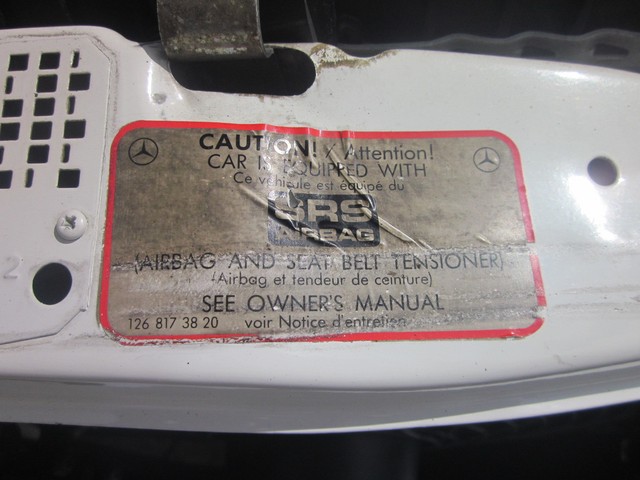 CAUTION! / Attention!
CAR IS EQUIPPED WITH
Ce véhicule est équipé du
SRS
AIRBAG
(AIRBAG AND SEAT BELT TENSIONER)
(Airbag et tendeur de ceinture)
SEE OWNER'S MANUAL
126 817 38 20 voir Notice d'entretien
2